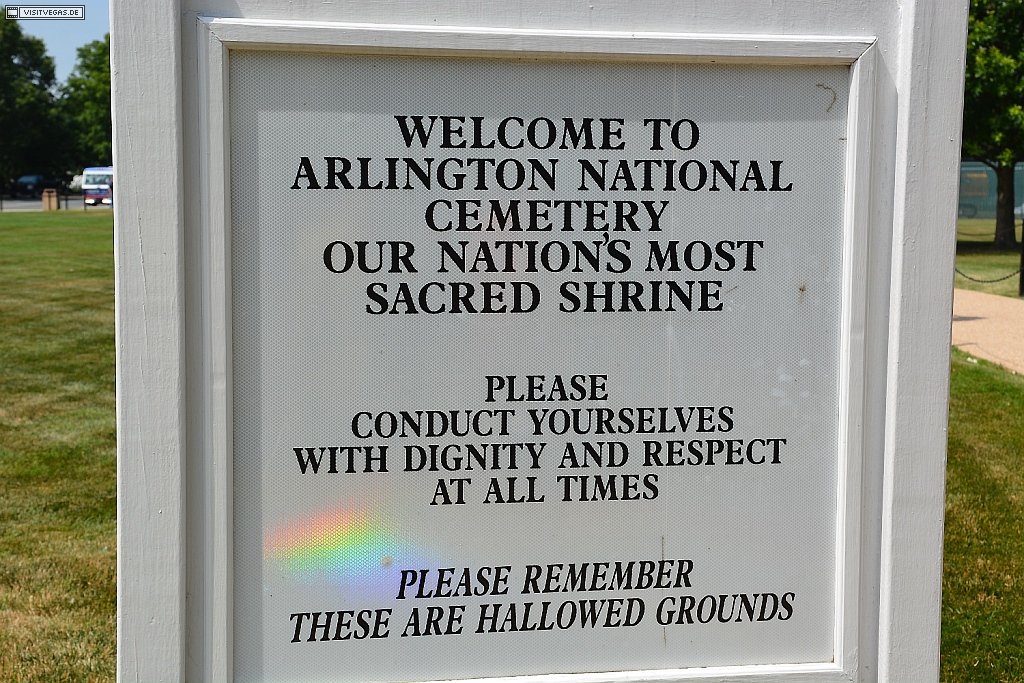 VISITVEGAS.DE
WELCOME TO
ARLINGTON NATIONAL
CEMETERY
OUR NATION'S MOST
SACRED SHRINE
PLEASE
CONDUCT YOURSELVES
WITH DIGNITY AND RESPECT
AT ALL TIMES
PLEASE REMEMBER
THESE ARE HALLOWED GROUNDS